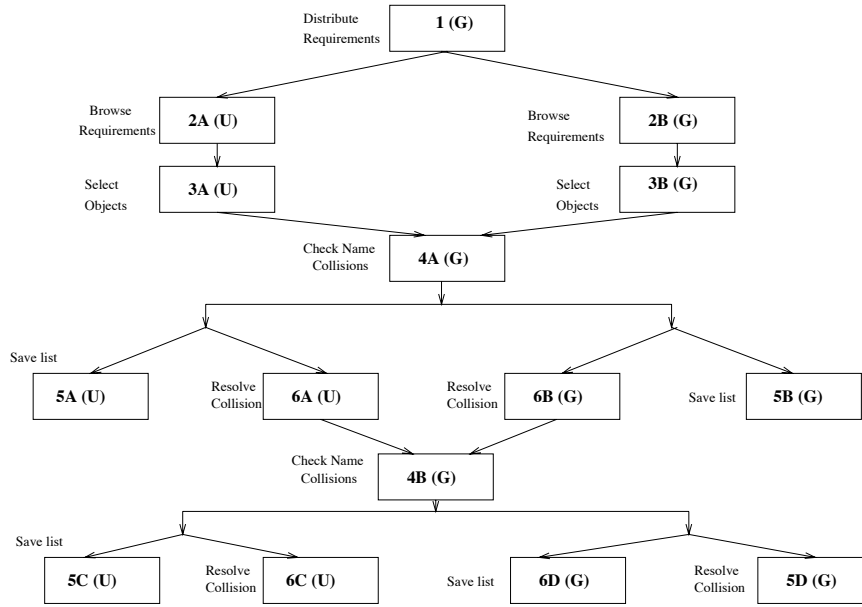 Distribute
Requirements
1 (G)
Browse
Requirements
2A (U)
Browse
Requirements
2B (G)
Select
Objects
3A (U)
Select
Objects
3B (G)
Check Name
Collisions
4A (G)
Save list
5A (U)
Resolve
Collision
6A (U)
Resolve
Collision
6B (G)
Save list
5B (G)
Check Name
Collisions
4B (G)
Save list
5C (U)
Resolve
Collision
6C (U)
Save list
6D (G)
Resolve
Collision
5D (G)